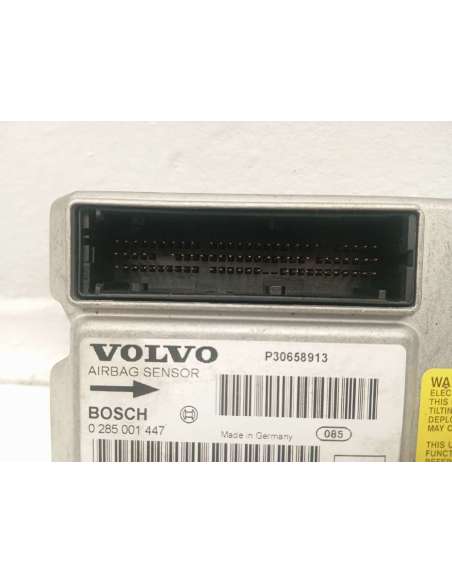 VOLVO
P30658913
AIRBAG SENSOR
BOSCH
0 285 001 447
Made in Germany
085
WA
ELEC
THIS
TILTIN
DEPLO
MAY C
THIS U
FUNCT
REFER